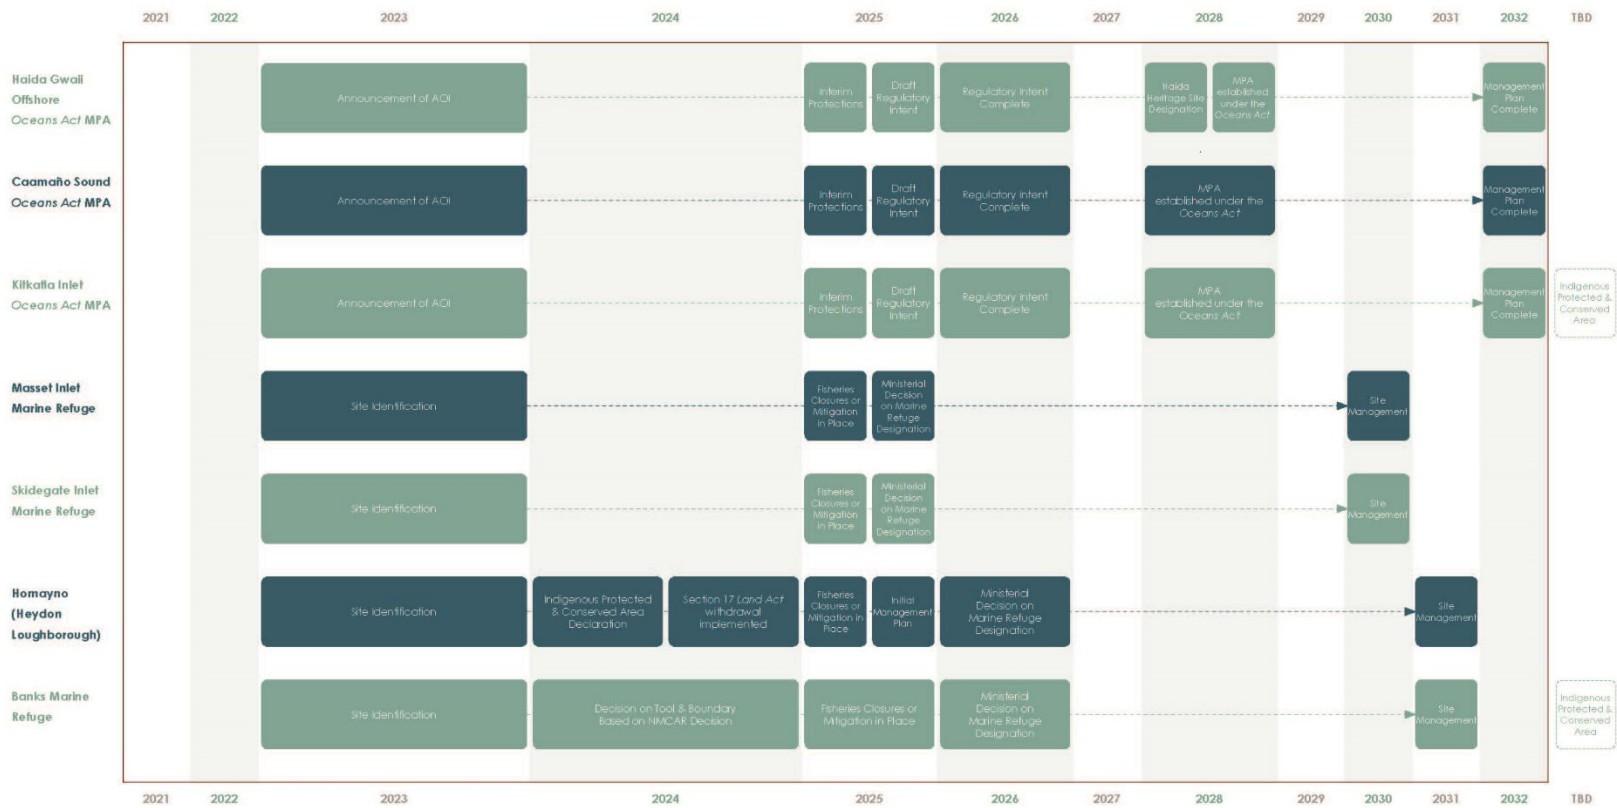 2021 2022 2023 2024 2025 2026 2027 2028 2029 2030 2031 2032 TBD
Haida Gwaii
Offshore
Oceans Act MPA
Announcement of AOI
Interim
Protections
Draft
Regulatory
Intent
Regulatory Intent
Complete
Haida
Heritage Site
Designation
MPA
established
under the
Oceans Act
Management
Plan
Complete
Caamaño Sound
Oceans Act MPA
Announcement of AOI
Interim
Protections
Draft
Regulatory
Intent
Regulatory Intent
Complete
MPA
established under the
Oceans Act
Management
Plan
Complete
Kitkatla Inlet
Oceans Act MPA
Announcement of AOI
Interim
Protections
Draft
Regulatory
Intent
Regulatory Intent
Complete
MPA
established under the
Oceans Act
Management
Plan
Complete
Indigenous
Protected &
Conserved
Area
Masset Inlet
Marine Refuge
Site Identification
Fisheries
Closures or
Mitigation
in Place
Ministerial
Decision
on Marine
Refuge
Designation
Site
Management
Skidegate Inlet
Marine Refuge
Site Identification
Fisheries
Closures or
Mitigation
in Place
Ministerial
Decision
on Marine
Refuge
Designation
Site
Management
Homayno
(Heydon
Loughborough)
Site Identification
Indigenous Protected
& Conserved Area
Declaration
Section 17 Land Act
withdrawal
implemented
Fisheries
Closures or
Mitigation in
Place
Initial
Management
Plan
Ministerial
Decision on
Marine Refuge
Designation
Site
Management
Banks Marine
Refuge
Site Identification
Decision on Tool & Boundary
Based on NMCAR Decision
Fisheries Closures or
Mitigation in Place
Ministerial
Decision on
Marine Refuge
Designation
Site
Management
Indigenous
Protected &
Conserved
Area
2021 2022 2023 2024 2025 2026 2027 2028 2029 2030 2031 2032 TBD